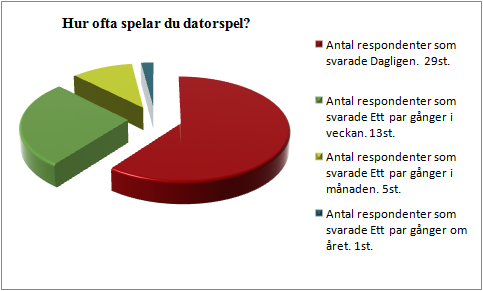 Hur ofta spelar du datorspel?
Antal respondenter som
svarade Dagligen. 29st.
Antal respondenter som
svarade Ett par gånger i
veckan. 13st.
Antal respondenter som
svarade Ett par gånger i
månaden. 5st.
Antal respondenter som
svarade Ett par gånger om
året. 1st.